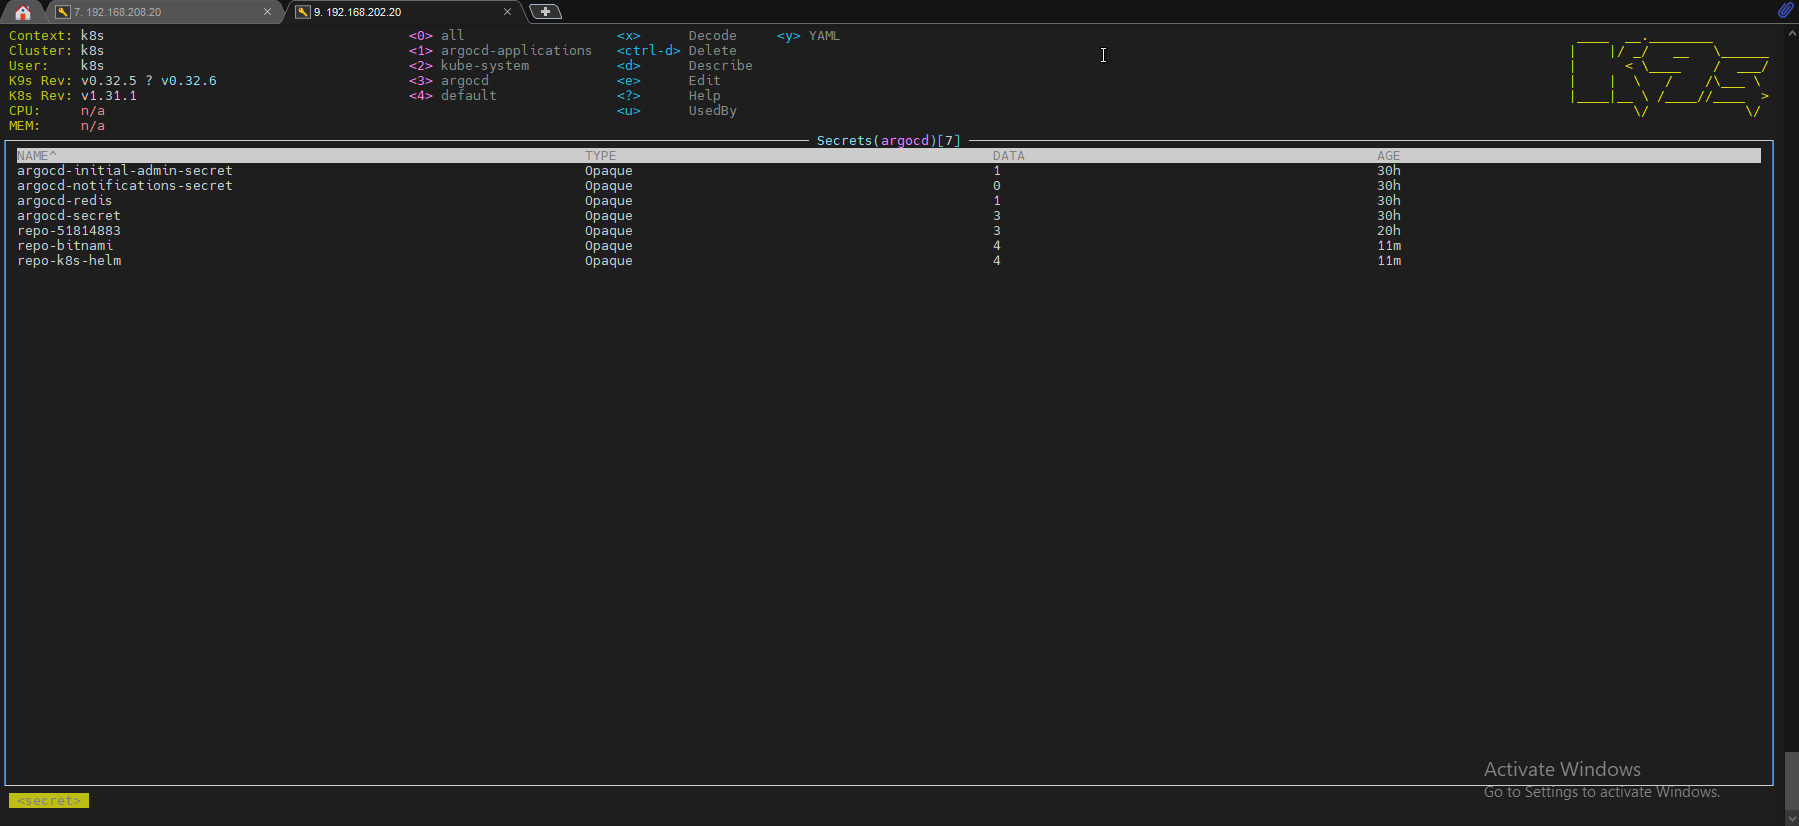 7. 192.168.208.20
9. 192.168.202.20
Context: k8s <0> all <x> Decode <y> YAML
Cluster: k8s <1> argocd-applications <ctrl-d> Delete
User: k8s <2> kube-system <d> Describe
K9s Rev: v0.32.5 ? v0.32.6 <3> argocd <e> Edit
K8s Rev: v1.31.1 <4> default <?> Help
CPU: n/a <u> UsedBy
MEM: n/a
Secrets(argocd)[7]
NAME^ TYPE DATA AGE
argocd-initial-admin-secret Opaque 1 30h
argocd-notifications-secret Opaque 0 30h
argocd-redis Opaque 1 30h
argocd-secret Opaque 3 30h
repo-51814883 Opaque 3 20h
repo-bitnami Opaque 4 11m
repo-k8s-helm Opaque 4 11m
Activate Windows
Go to Settings to activate Windows.
<secret>